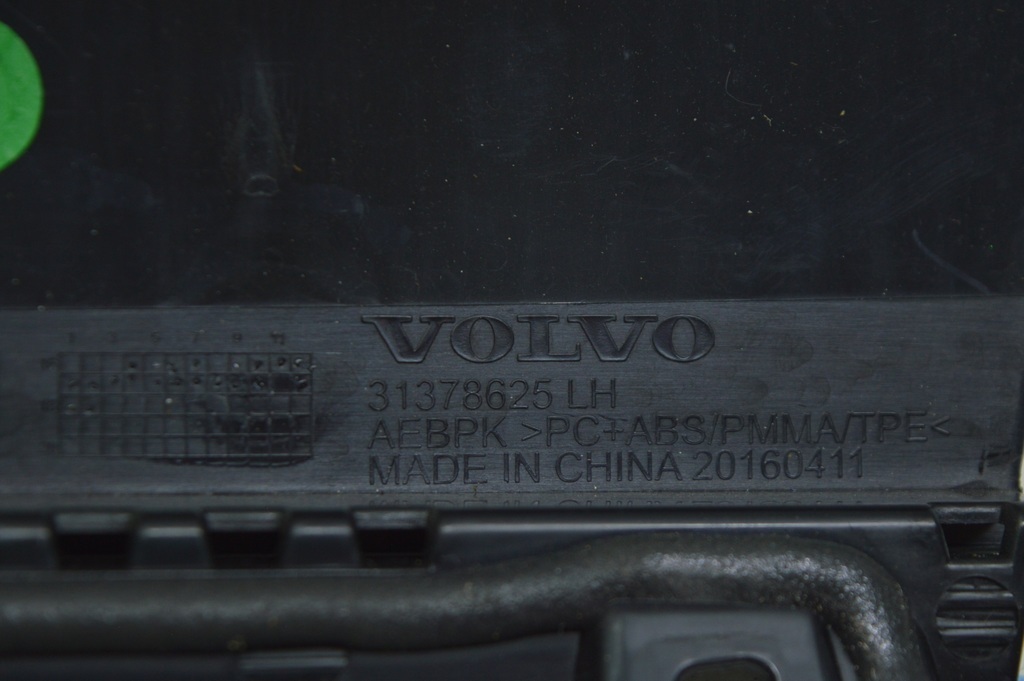 VOLVO
31378625 LH
AEBPK >PC+ABS/PMMA/TPE<
MADE IN CHINA 20160411